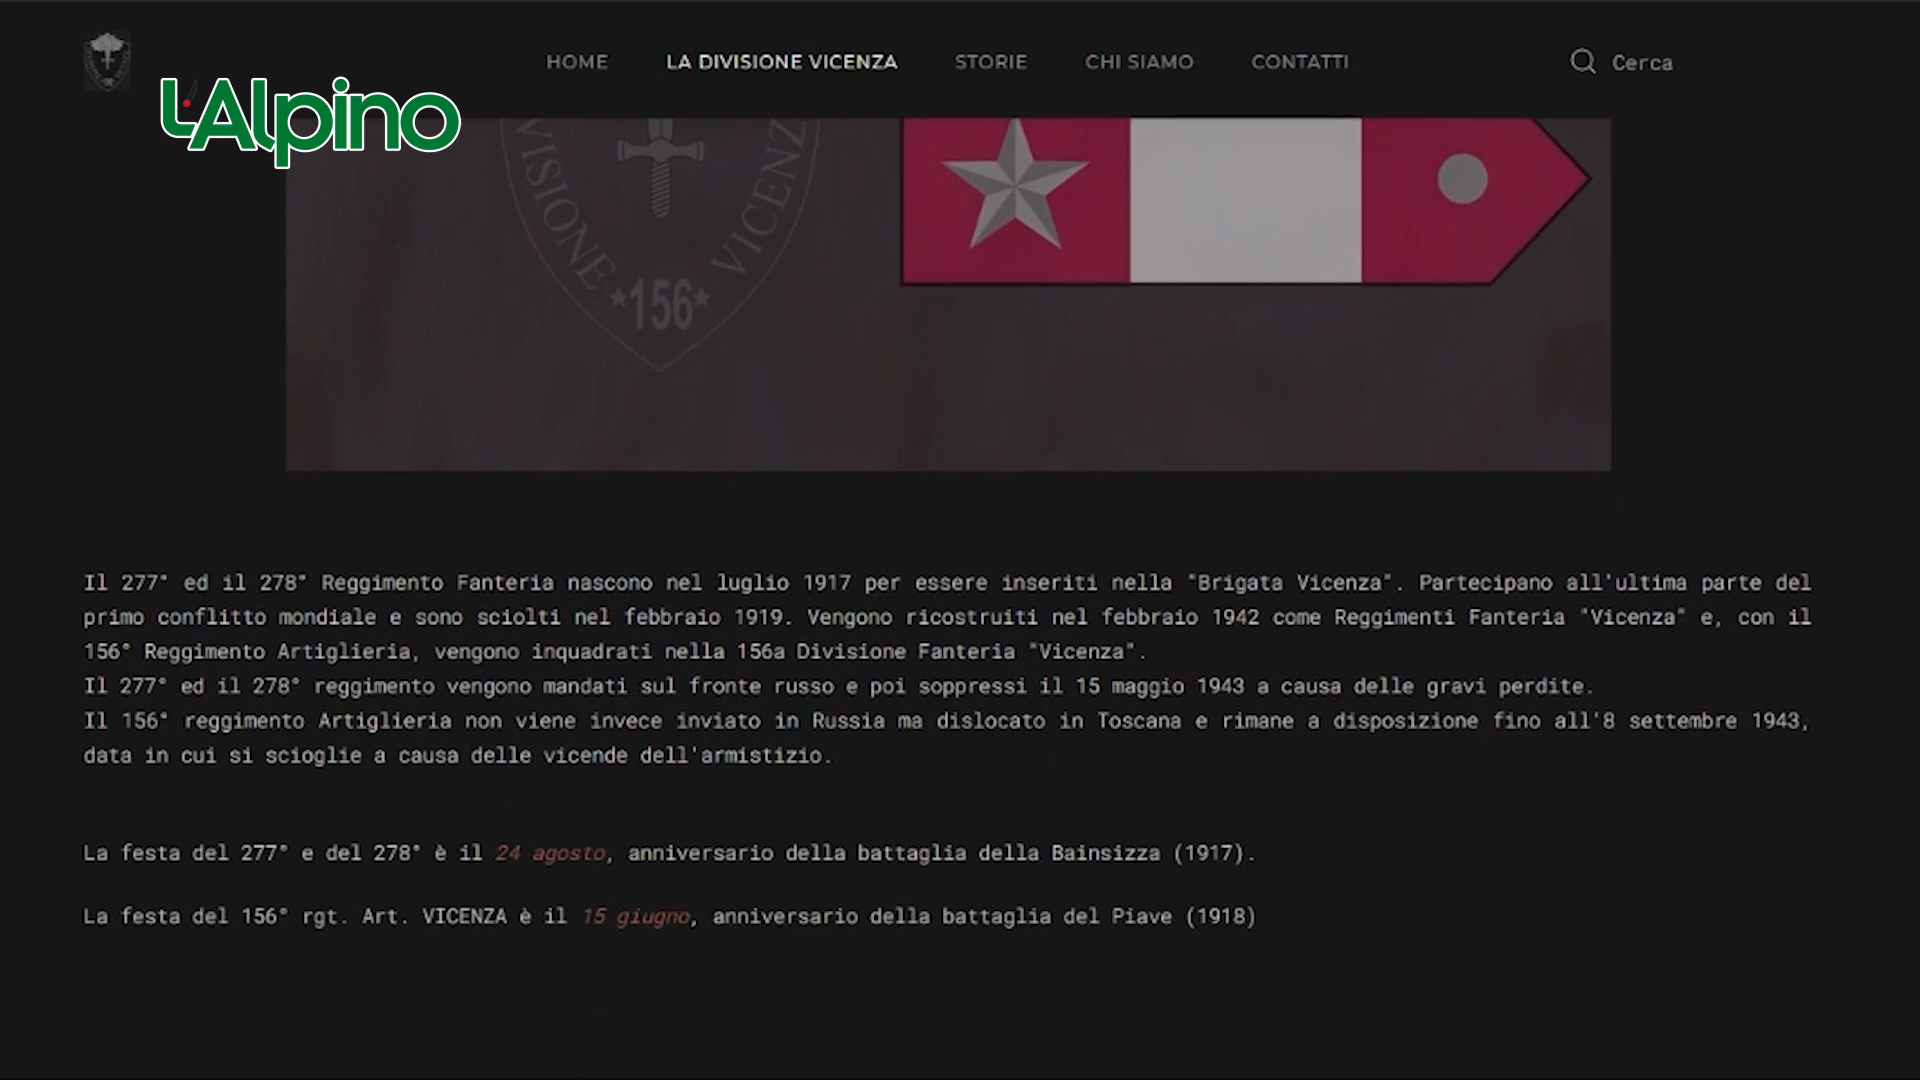 HOME LA DIVISIONE VICENZA STORIE CHI SIAMO CONTATTI Cerca
L'Alpino
VISIONE VICENZ
★156★
Il 277° ed il 278° Reggimento Fanteria nascono nel luglio 1917 per essere inseriti nella "Brigata Vicenza". Partecipano all'ultima parte del
primo conflitto mondiale e sono sciolti nel febbraio 1919. Vengono ricostruiti nel febbraio 1942 come Reggimenti Fanteria "Vicenza" e, con il
156° Reggimento Artiglieria, vengono inquadrati nella 156a Divisione Fanteria "Vicenza".
Il 277° ed il 278° reggimento vengono mandati sul fronte russo e poi soppressi il 15 maggio 1943 a causa delle gravi perdite.
Il 156° reggimento Artiglieria non viene invece inviato in Russia ma dislocato in Toscana e rimane a disposizione fino all'8 settembre 1943,
data in cui si scioglie a causa delle vicende dell'armistizio.
La festa del 277° e del 278° è il 24 agosto, anniversario della battaglia della Bainsizza (1917).
La festa del 156° rgt. Art. VICENZA è il 15 giugno, anniversario della battaglia del Piave (1918)